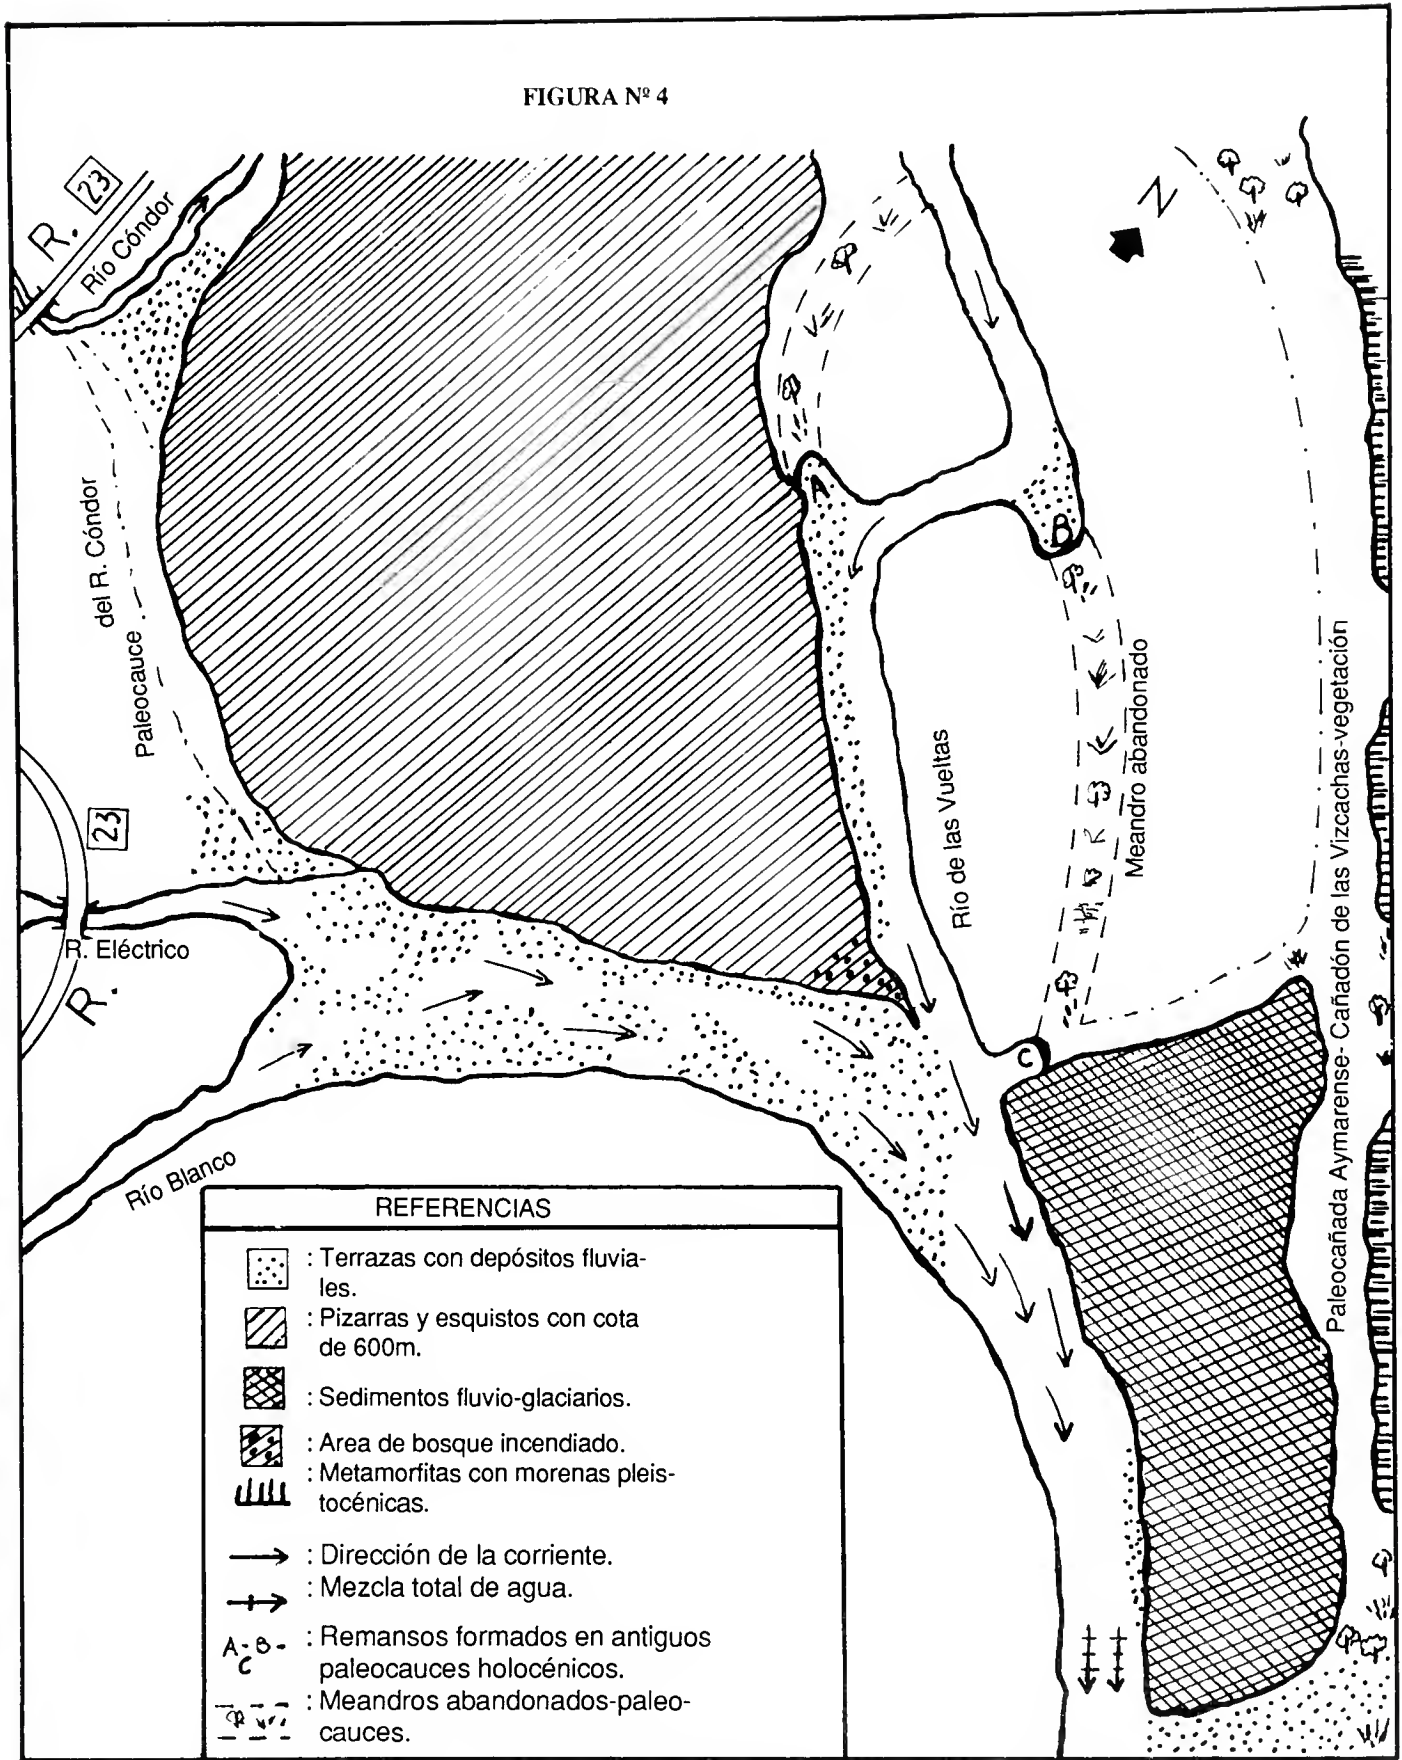 FIGURA Nº 4
R. 23
Río Cóndor
N
A
B
del R. Cóndor
Paleocauce
Meandro abandonado
Río de las Vueltas
Paleocañada Aymarense- Cañadón de las Vizcachas-vegetación
23
R. Eléctrico
R.
C
Río Blanco
REFERENCIAS
: Terrazas con depósitos fluvia-
les.
: Pizarras y esquistos con cota
de 600m.
: Sedimentos fluvio-glaciarios.
: Area de bosque incendiado.
: Metamorfitas con morenas pleis-
tocénicas.
: Dirección de la corriente.
: Mezcla total de agua.
A - B -
C
: Remansos formados en antiguos
paleocauces holocénicos.
: Meandros abandonados-paleo-
cauces.